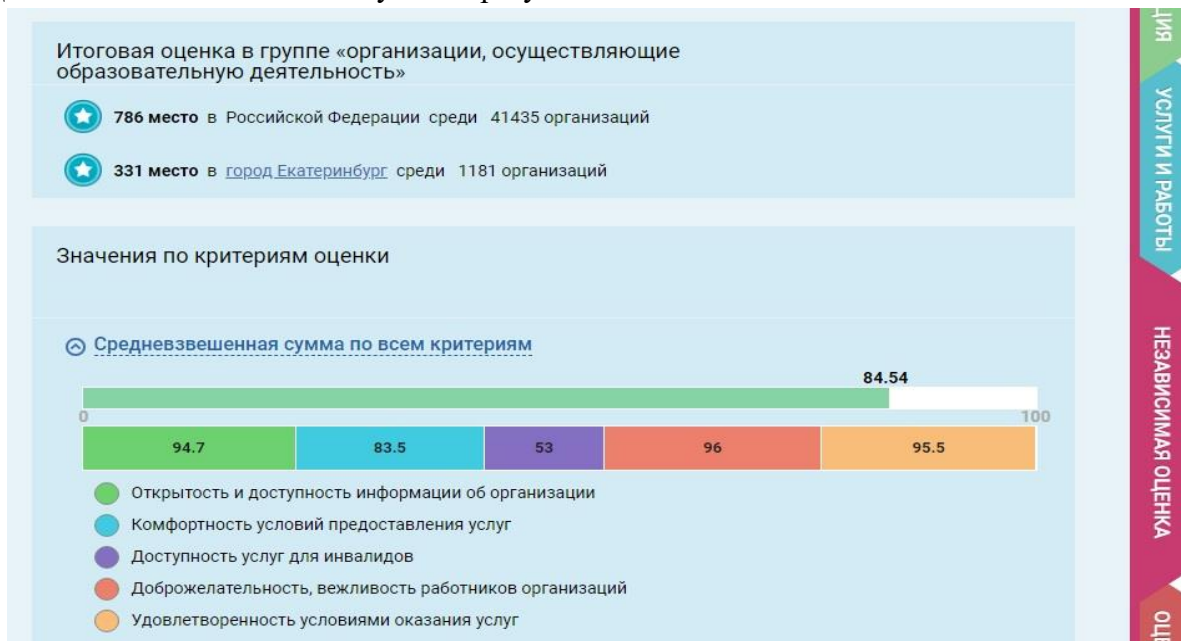 Итоговая оценка в группе «организации, осуществляющие
образовательную деятельность»
786 место в Российской Федерации среди 41435 организаций
331 место в город Екатеринбург среди 1181 организаций
Значения по критериям оценки
Средневзвешенная сумма по всем критериям
84.54
0 100
94.7 83.5 53 96 95.5
Открытость и доступность информации об организации
Комфортность условий предоставления услуг
Доступность услуг для инвалидов
Доброжелательность, вежливость работников организаций
Удовлетворенность условиями оказания услуг
УСЛУГИ И РАБОТЫ
НЕЗАВИСИМАЯ ОЦЕНКА